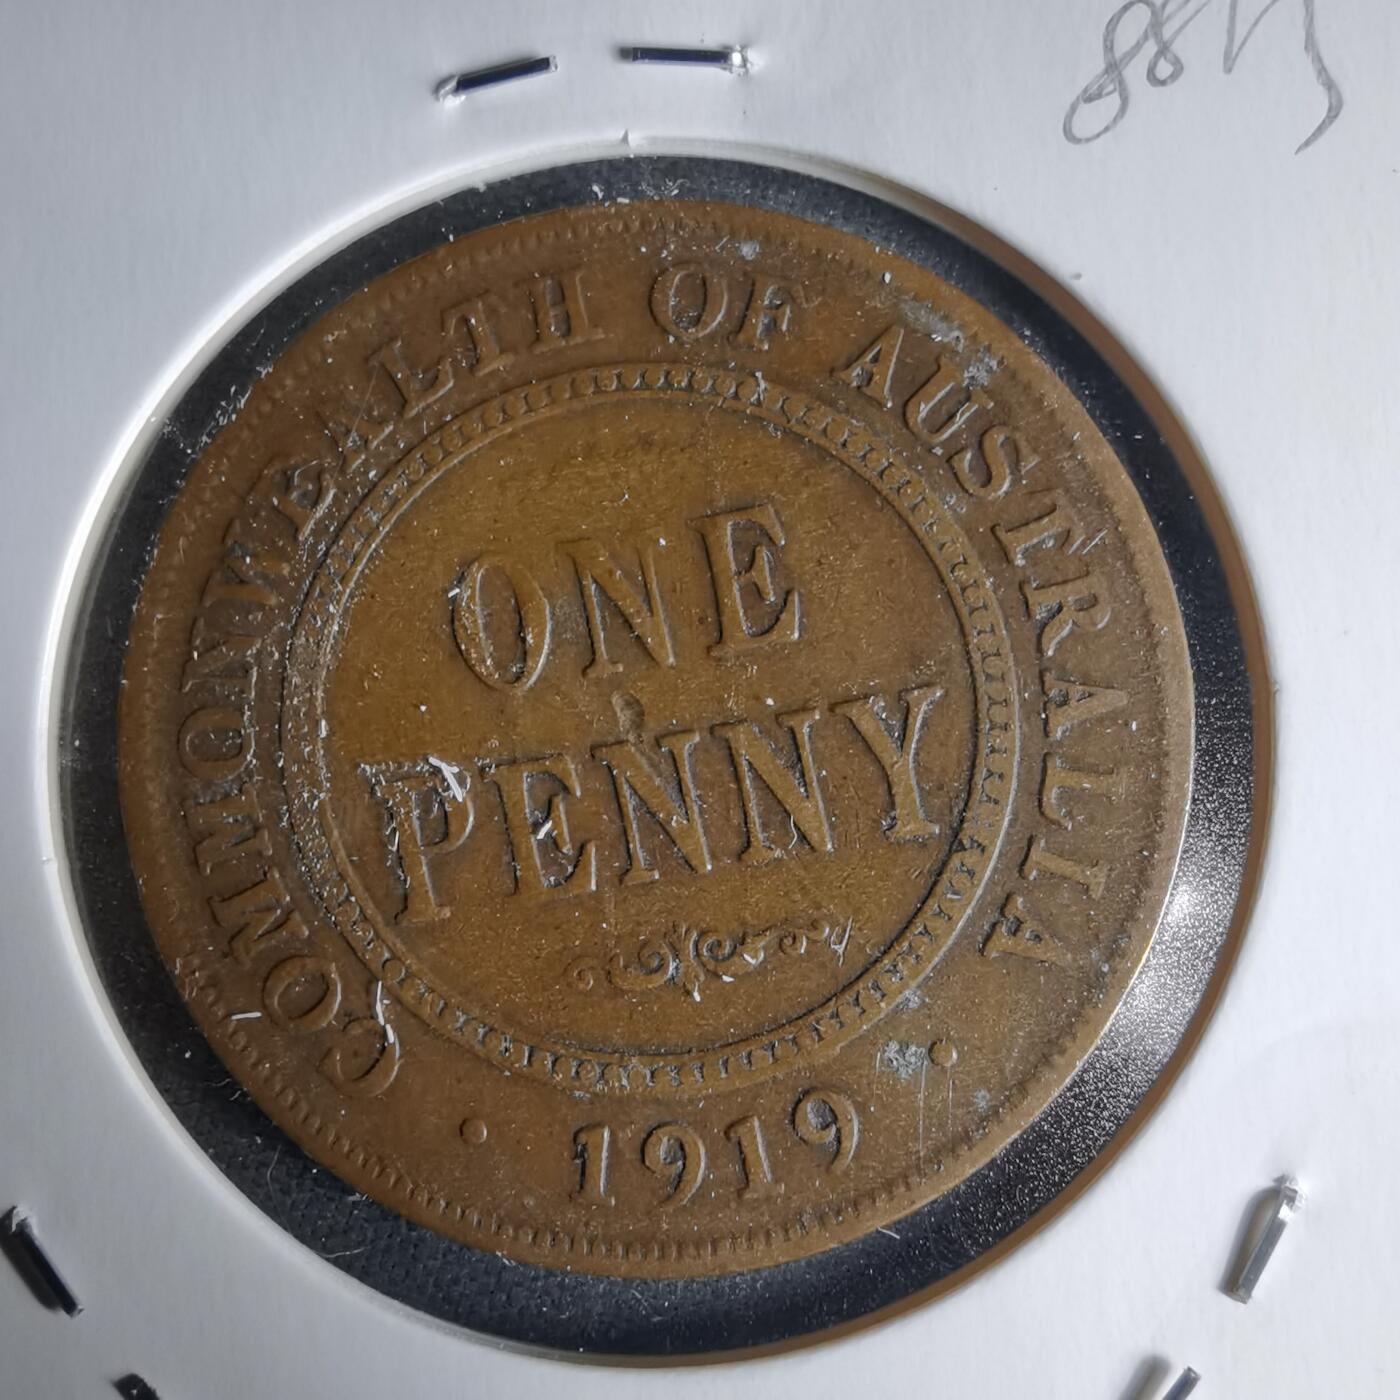 COMMONWEALTH OF AUSTRALIA
ONE
PENNY
· 1919 ·